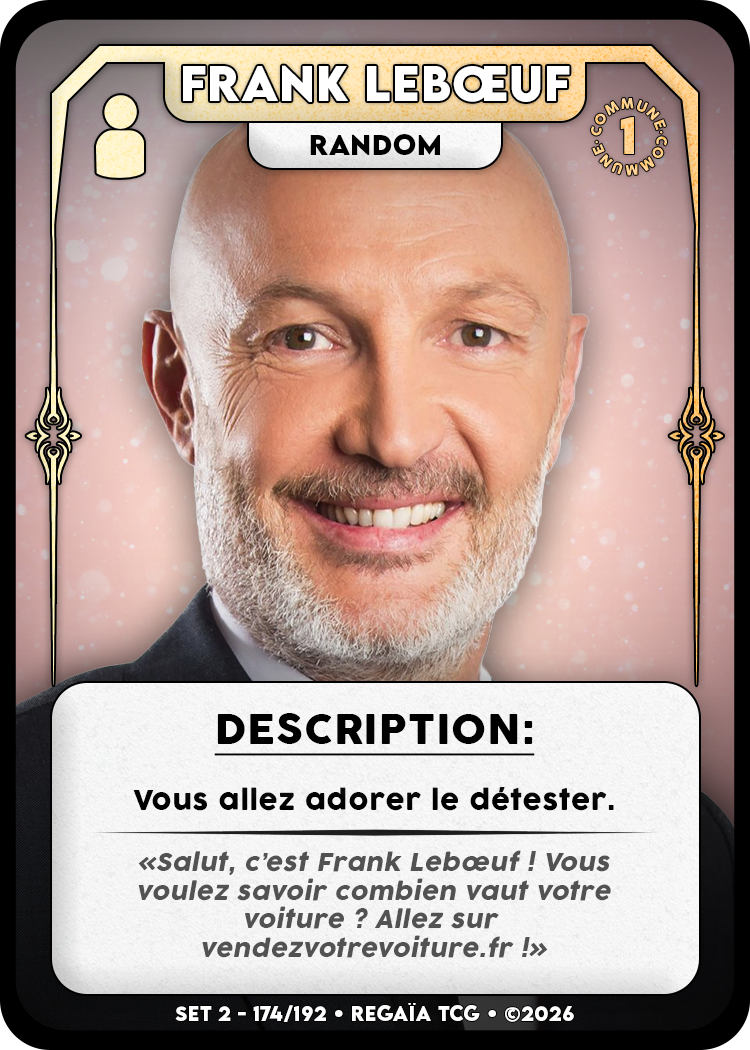 FRANK LEBŒUF
RANDOM
COMMUNE·COMMUNE·
1
DESCRIPTION:
Vous allez adorer le détester.
«Salut, c’est Frank Lebœuf ! Vous
voulez savoir combien vaut votre
voiture ? Allez sur
vendezvotrevoiture.fr !»
SET 2 - 174/192 • REGAÏA TCG • ©2026